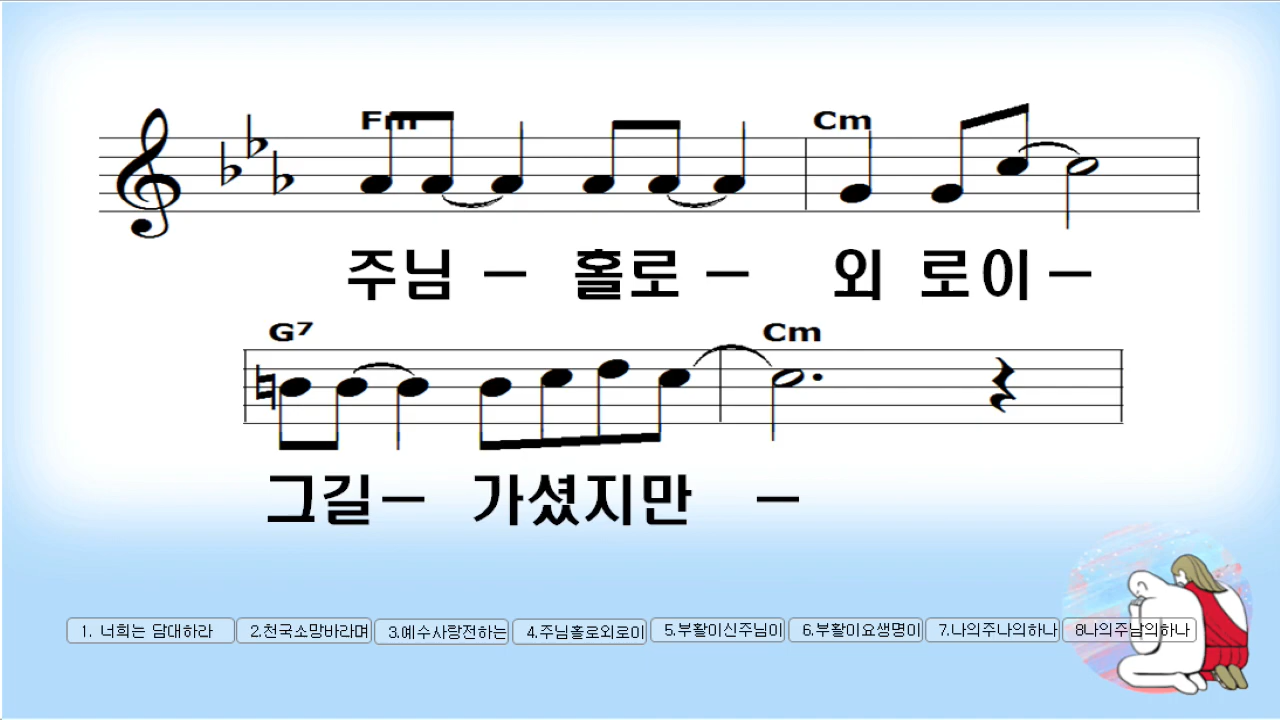 Fm Cm
주님 - 홀로 - 외 로이 -
G7 Cm
그길 - 가셨지만 -
1. 너희는 담대하라 2.천국소망바라며 3.예수사랑전하는 4.주님홀로외로이 5.부활이신주님이 6.부활이요생명이 7.나의주나의하나 8나의주님의하나